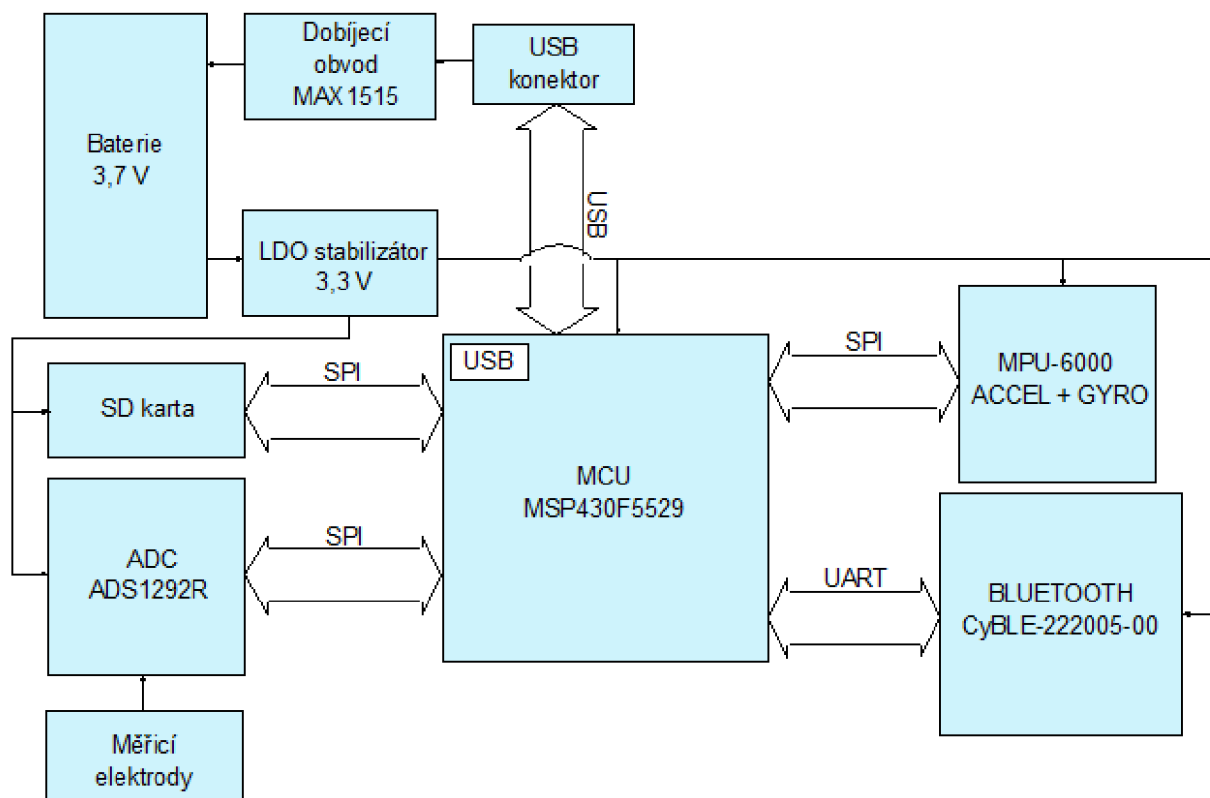 Dobíjecí
obvod
MAX1515
USB
konektor
Baterie
3,7 V
USB
LDO stabilizátor
3,3 V
USB
SPI
SD karta
SPI
MPU-6000
ACCEL + GYRO
MCU
MSP430F5529
SPI
ADC
ADS1292R
UART
BLUETOOTH
CyBLE-222005-00
Měřicí
elektrody